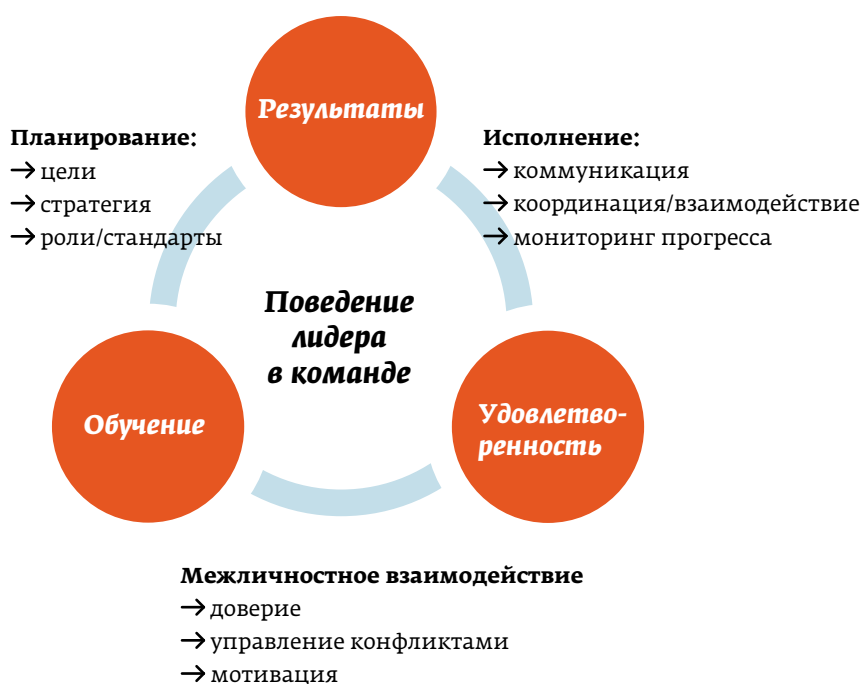 Результаты
Планирование:
→ цели
→ стратегия
→ роли/стандарты
Исполнение:
→ коммуникация
→ координация/взаимодействие
→ мониторинг прогресса
Поведение
лидера
в команде
Обучение
Удовлетво-
ренность
Межличностное взаимодействие
→ доверие
→ управление конфликтами
→ мотивация